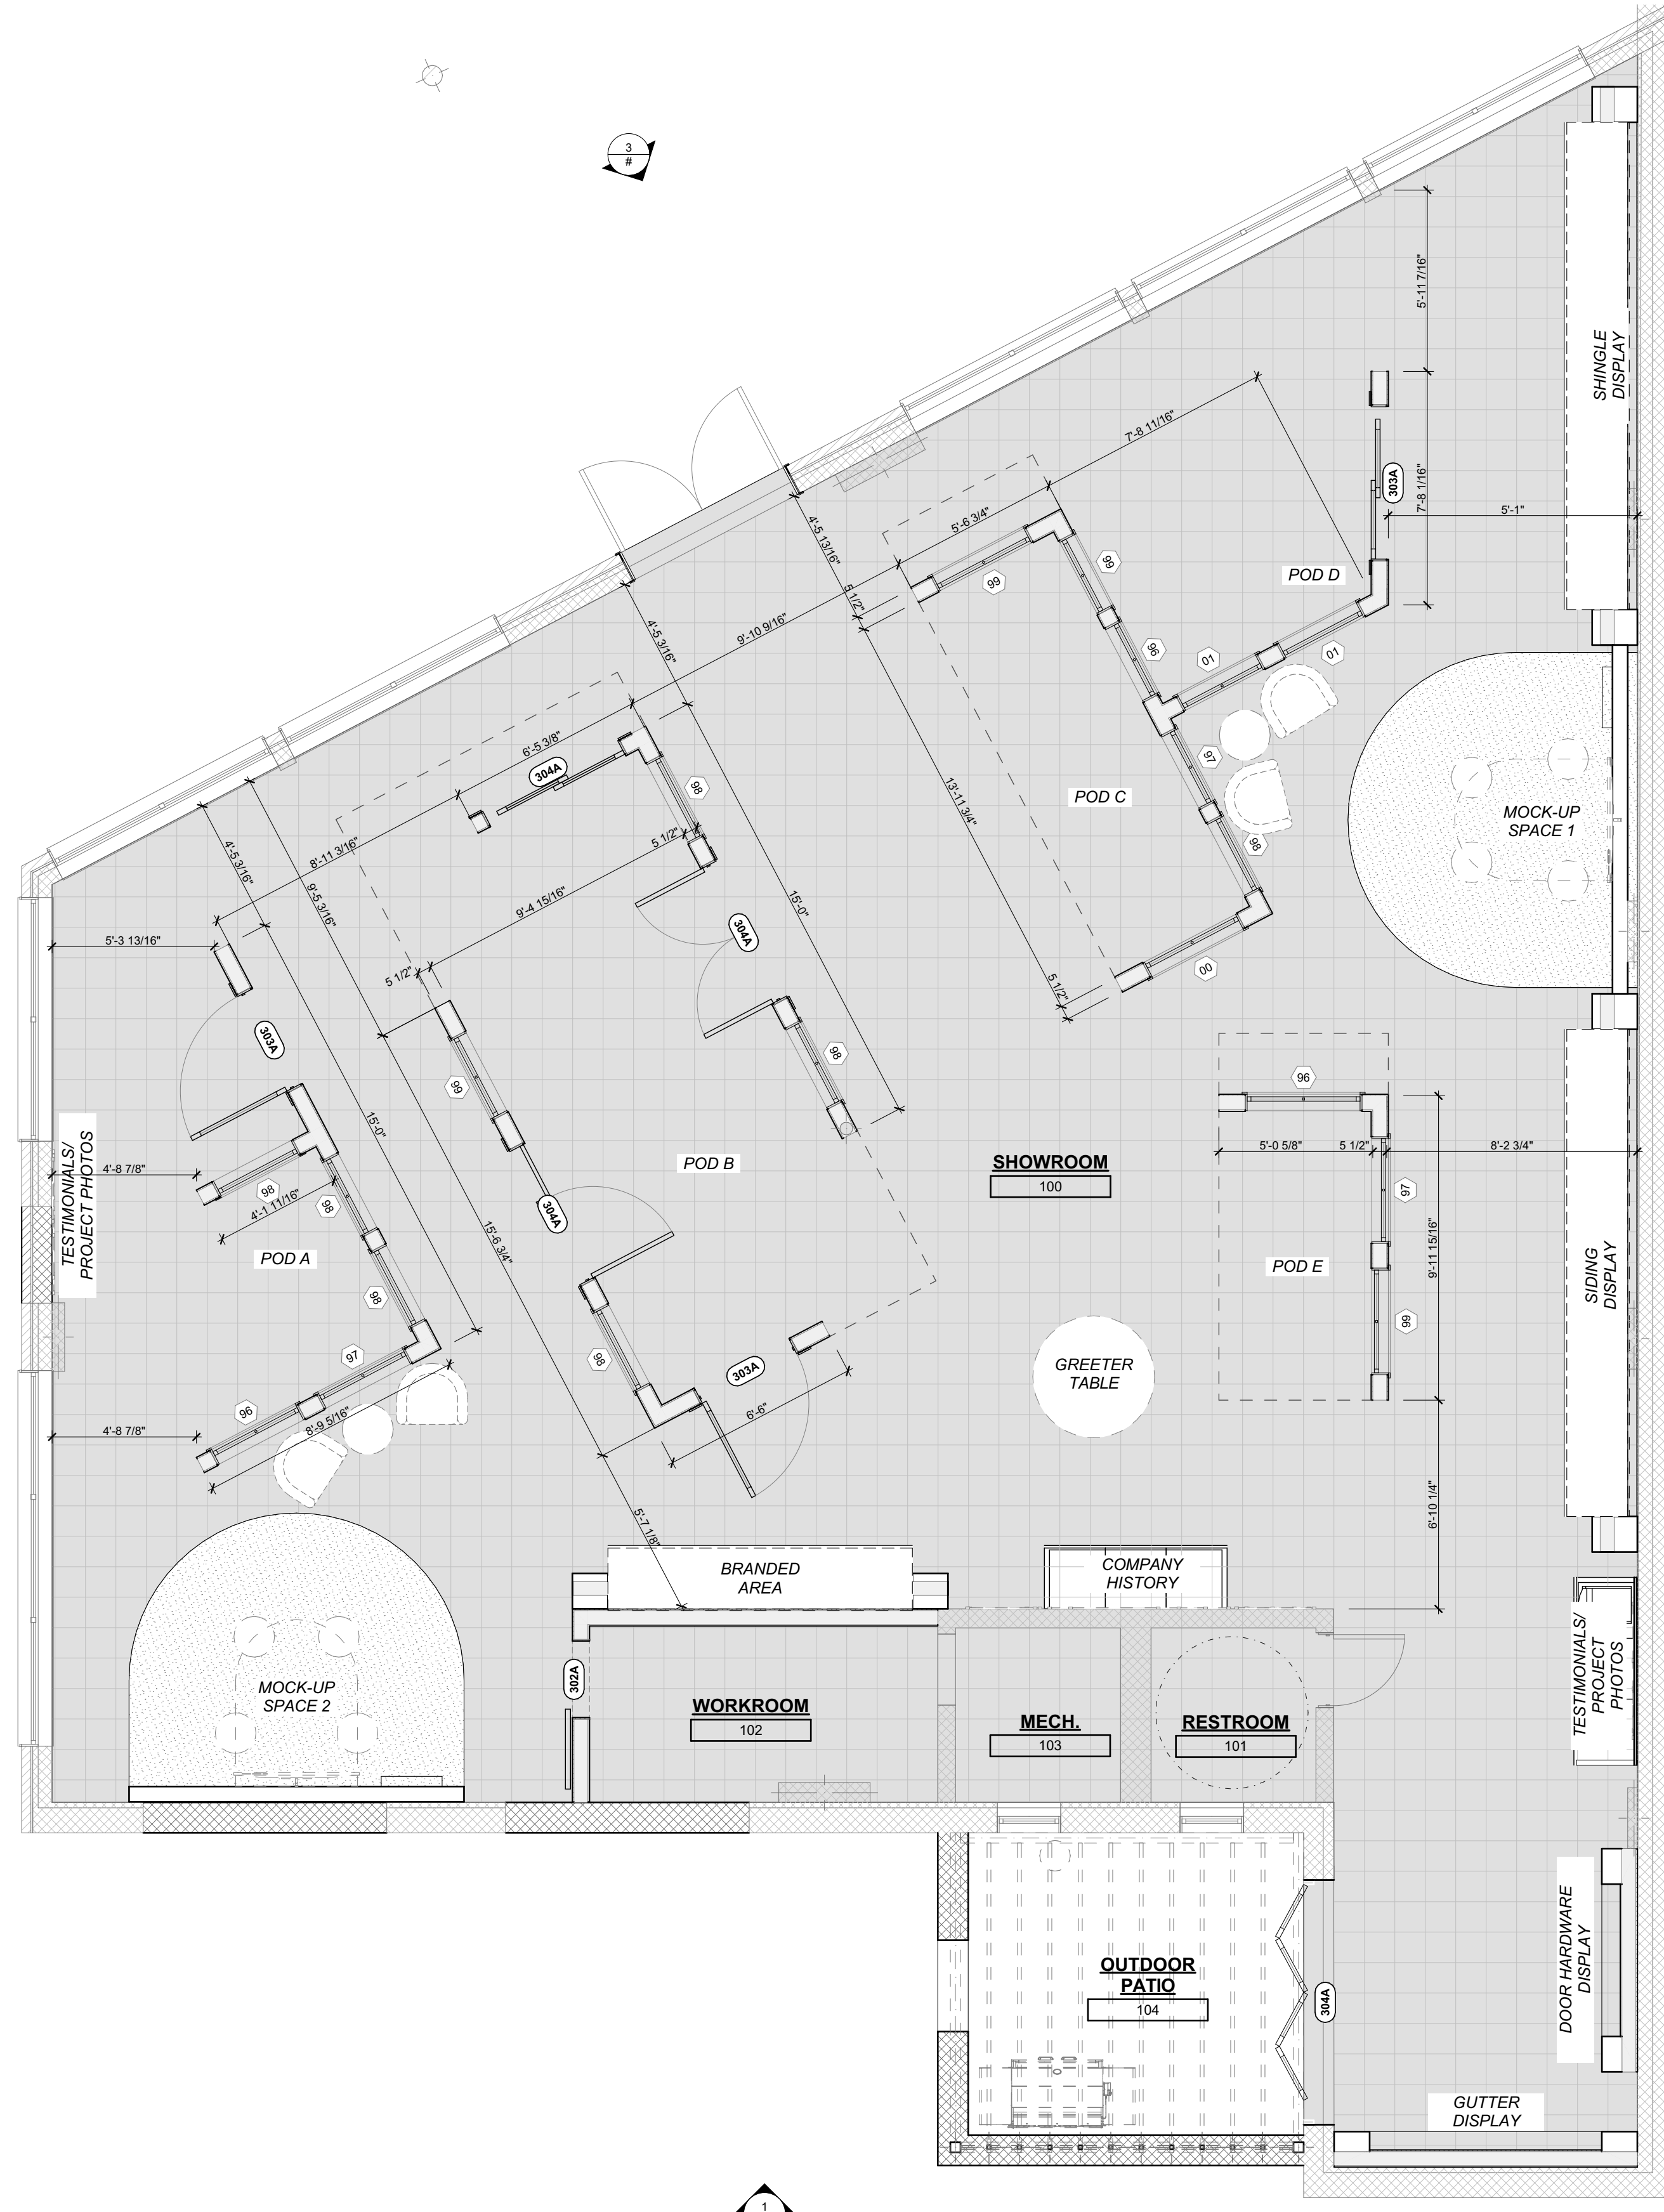 3
#
5'-11 7/16"
SHINGLE
DISPLAY
7'-8 11/16"
303A
7'-8 1/16"
5'-1"
4'-5 13/16"
5'-6 3/4"
99
99
POD D
5 1/2"
9'-10 9/16"
4'-5 3/16"
96
01
01
6'-5 3/8"
304A
98
97
POD C
13'-11 3/4"
MOCK-UP
SPACE 1
98
4'-5 3/16"
8'-11 3/16"
5 1/2"
9'-5 3/16"
9'-4 15/16"
15'-0"
304A
5'-3 13/16"
5 1/2"
00
5 1/2"
303A
98
99
96
15'-0"
TESTIMONIALS/
PROJECT PHOTOS
4'-8 7/8"
98
98
4'-1 11/16"
POD B
SHOWROOM
100
5'-0 5/8"
5 1/2"
8'-2 3/4"
97
304A
15'-6 3/4"
9'-11 15/16"
POD A
POD E
SIDING
DISPLAY
98
99
97
98
303A
GREETER
TABLE
96
8'-9 5/16"
6'-6"
4'-8 7/8"
6'-10 1/4"
5'-7 1/8"
BRANDED
AREA
COMPANY
HISTORY
TESTIMONIALS/
PROJECT
PHOTOS
302A
MOCK-UP
SPACE 2
WORKROOM
102
MECH.
103
RESTROOM
101
DOOR HARDWARE
DISPLAY
OUTDOOR
PATIO
104
304A
GUTTER
DISPLAY
1